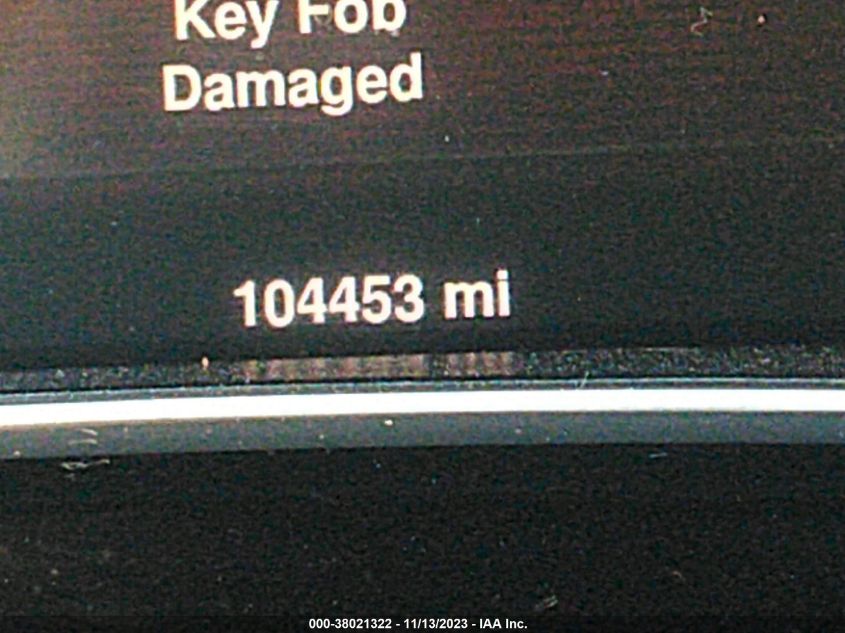 Key Fob
Damaged
104453 mi
000-38021322 - 11/13/2023 - IAA Inc.